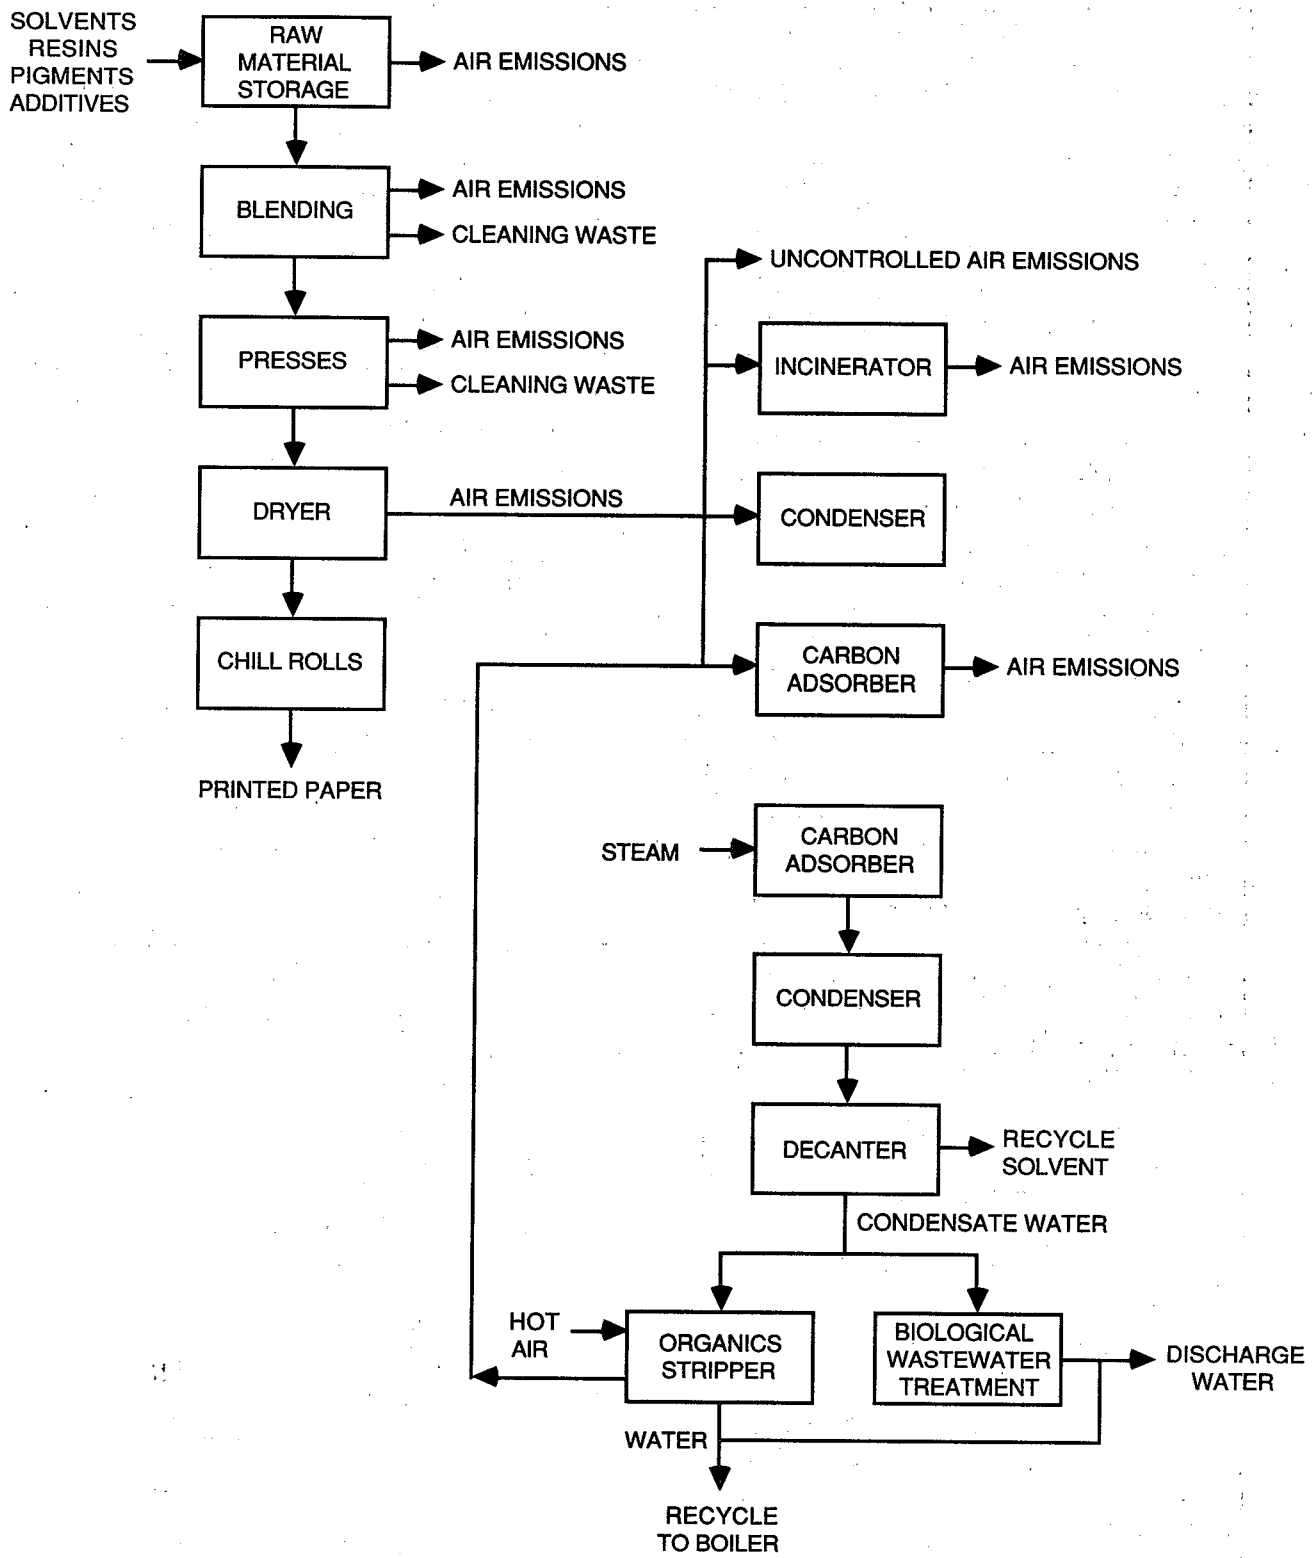 SOLVENTS
RESINS
PIGMENTS
ADDITIVES
RAW
MATERIAL
STORAGE
AIR EMISSIONS
BLENDING
AIR EMISSIONS
CLEANING WASTE
UNCONTROLLED AIR EMISSIONS
PRESSES
AIR EMISSIONS
CLEANING WASTE
INCINERATOR
AIR EMISSIONS
DRYER
AIR EMISSIONS
CONDENSER
CHILL ROLLS
CARBON
ADSORBER
AIR EMISSIONS
PRINTED PAPER
STEAM
CARBON
ADSORBER
CONDENSER
DECANTER
RECYCLE
SOLVENT
CONDENSATE WATER
HOT
AIR
ORGANICS
STRIPPER
BIOLOGICAL
WASTEWATER
TREATMENT
DISCHARGE
WATER
WATER
RECYCLE
TO BOILER